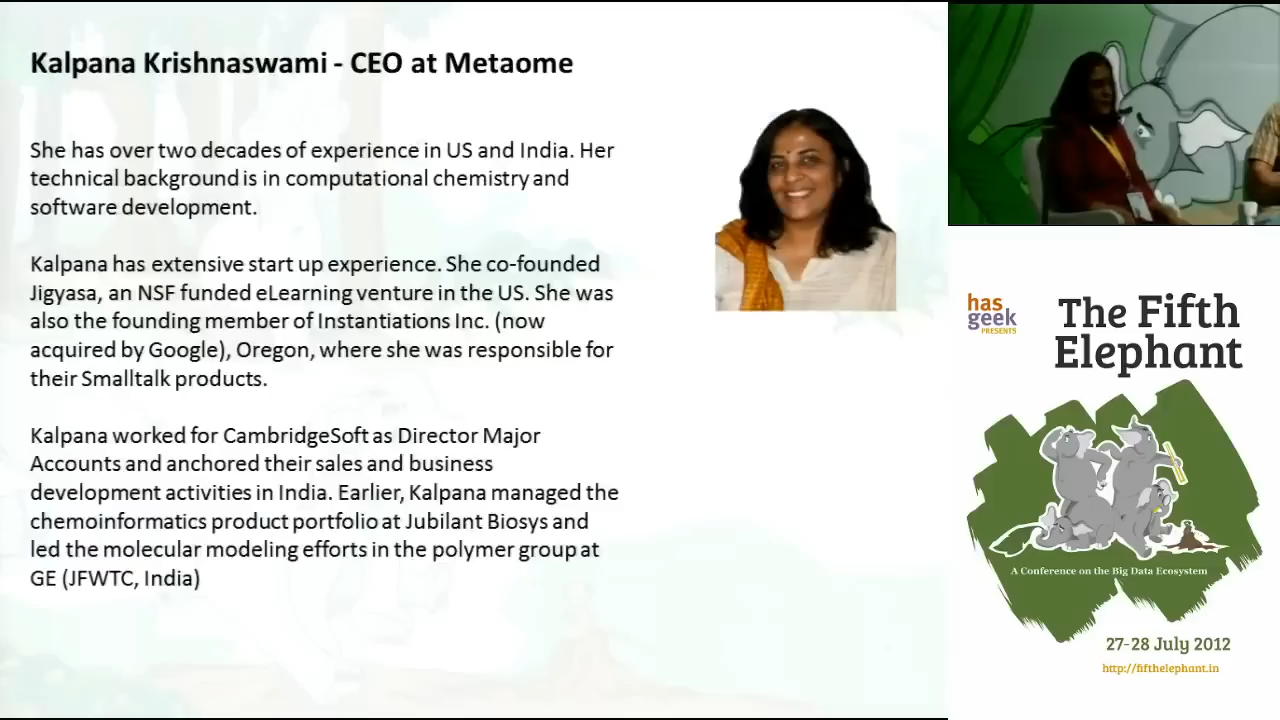 Kalpana Krishnaswami - CEO at Metaome
She has over two decades of experience in US and India. Her
technical background is in computational chemistry and
software development.
Kalpana has extensive start up experience. She co-founded
Jigyasa, an NSF funded eLearning venture in the US. She was
also the founding member of Instantiations Inc. (now
acquired by Google), Oregon, where she was responsible for
their Smalltalk products.
Kalpana worked for CambridgeSoft as Director Major
Accounts and anchored their sales and business
development activities in India. Earlier, Kalpana managed the
chemoinformatics product portfolio at Jubilant Biosys and
led the molecular modeling efforts in the polymer group at
GE (JFWTC, India)
has
geek
PRESENTS
The Fifth
Elephant
A Conference on the Big Data Ecosystem
27-28 July 2012
http://fifthelephant.in